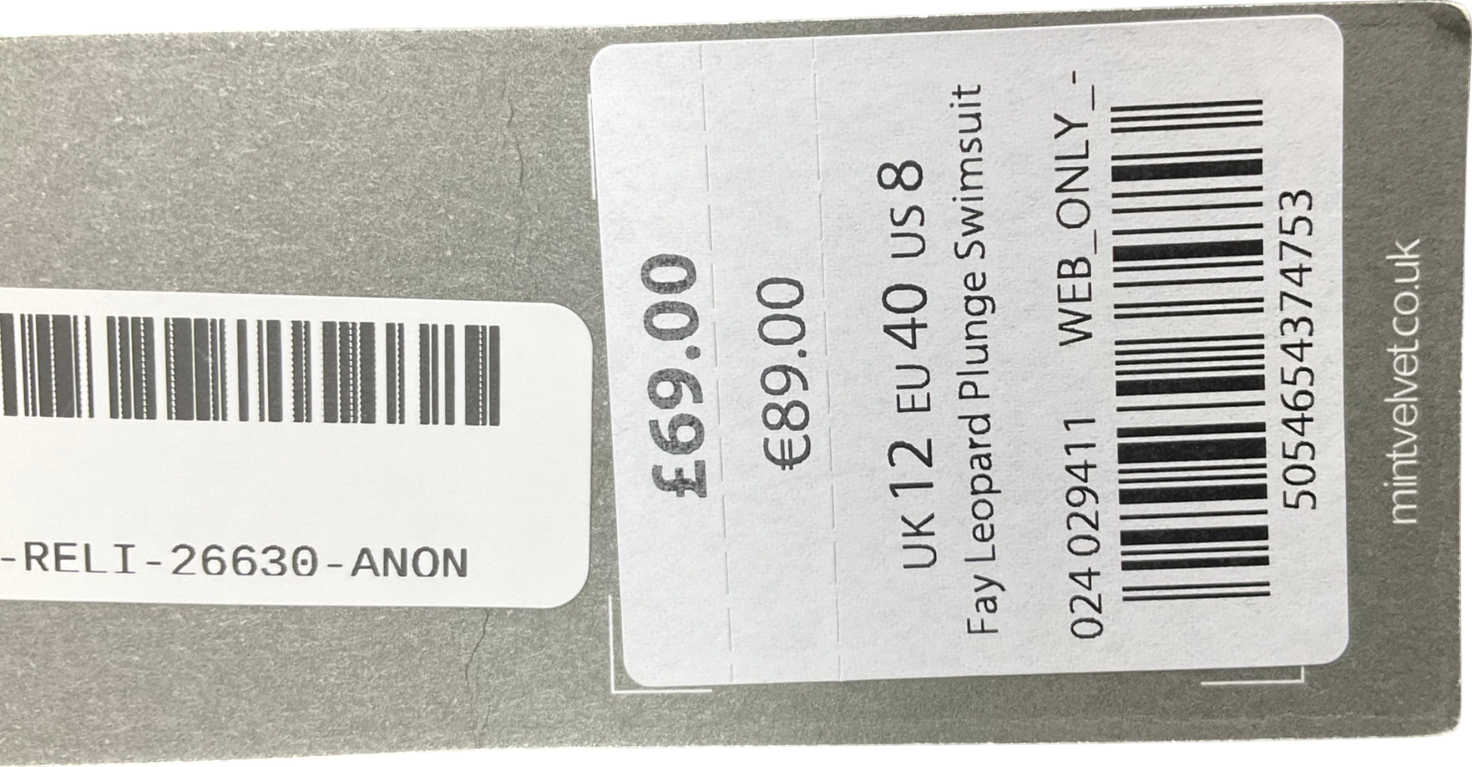 -RELI-26630-ANON
£69.00
€89.00
UK 12 EU 40 US 8
Fay Leopard Plunge Swimsuit
024 029411 WEB_ONLY_-
5054654374753
mintvelvet.co.uk